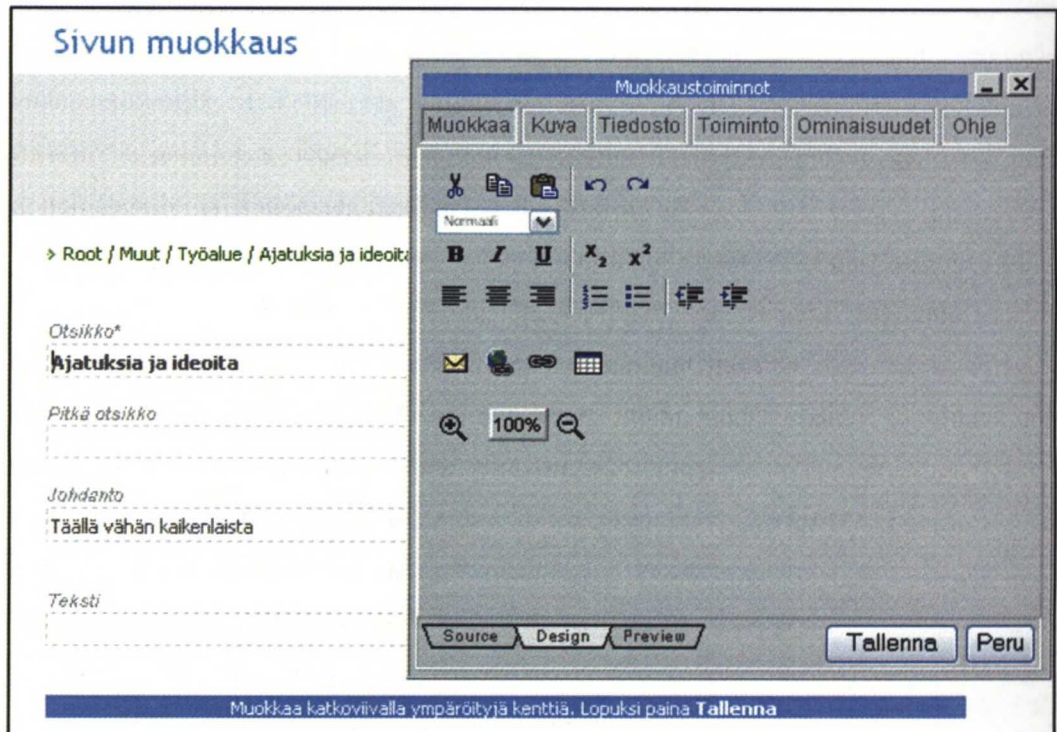 Sivun muokkaus
Muokkaustoiminnot
Muokkaa Kuva Tiedosto Toiminto Ominaisuudet Ohje
Normaali
B I U x₂ x²
> Root / Muut / Työalue / Ajatuksia ja ideoita
Otsikko*
Ajatuksia ja ideoita
Pitkä otsikko
100%
Johdanto
Täällä vähän kaikenlaista
Teksti
Source Design Preview
Tallenna Peru
Muokkaa katkoviivalla ympäröityjä kenttiä. Lopuksi paina Tallenna